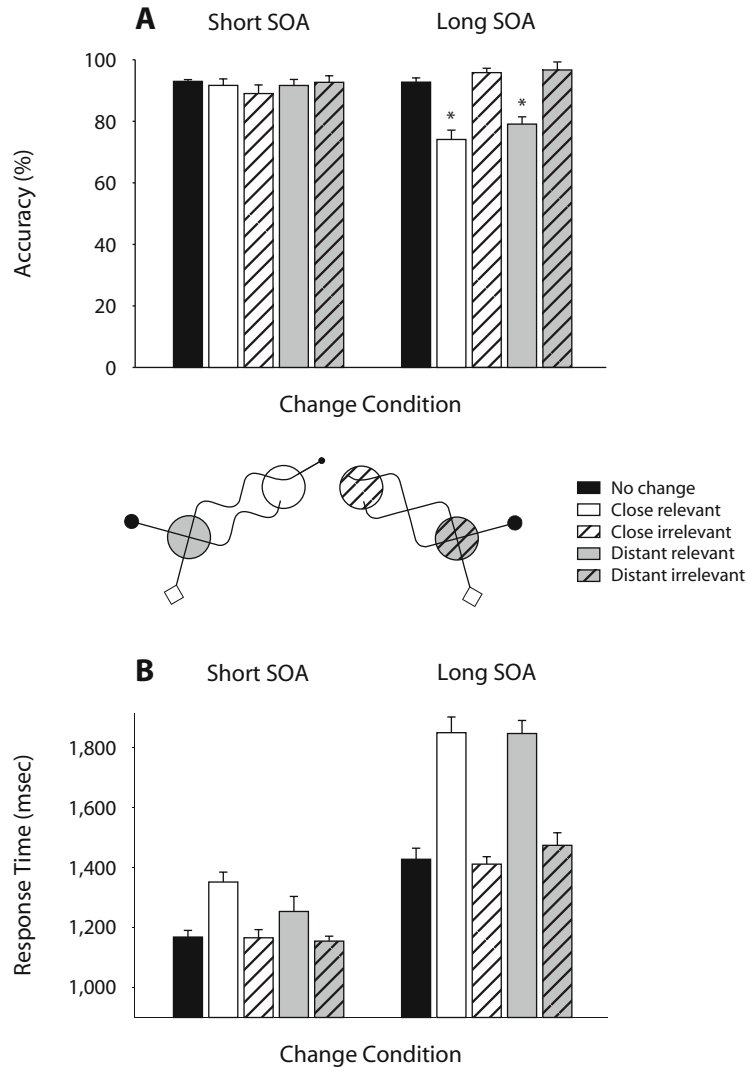 A
Short SOA
Long SOA
100
80
60
40
20
0
Accuracy (%)
*
*
Change Condition
No change
Close relevant
Close irrelevant
Distant relevant
Distant irrelevant
B
Short SOA
Long SOA
1,800
1,600
1,400
1,200
1,000
Response Time (msec)
Change Condition